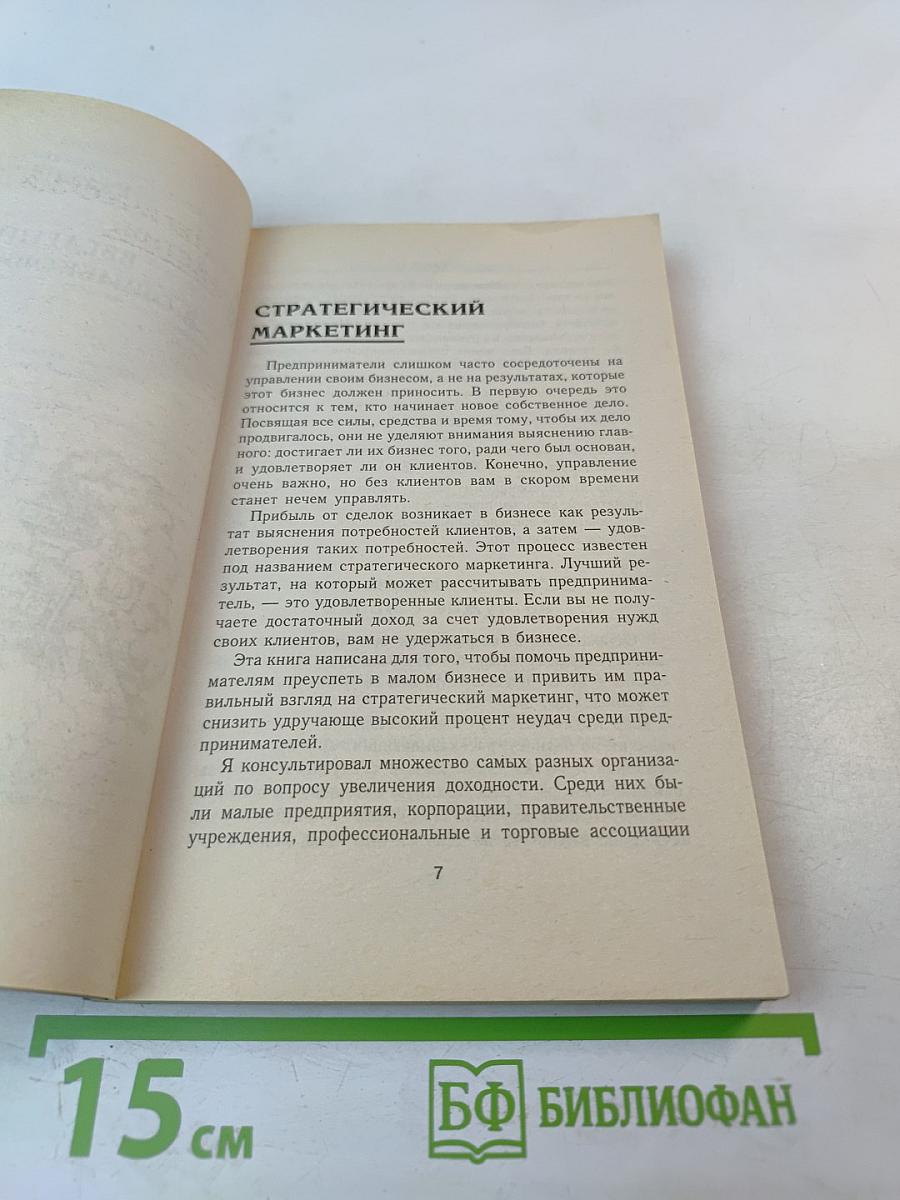 СТРАТЕГИЧЕСКИЙ
МАРКЕТИНГ
Предприниматели слишком часто сосредоточены на
управлении своим бизнесом, а не на результатах, которые
этот бизнес должен приносить. В первую очередь это
относится к тем, кто начинает новое собственное дело.
Посвящая все силы, средства и время тому, чтобы их дело
продвигалось, они не уделяют внимания выяснению глав-
ного: достигает ли их бизнес того, ради чего был основан,
и удовлетворяет ли он клиентов. Конечно, управление
очень важно, но без клиентов вам в скором времени
станет нечем управлять.
Прибыль от сделок возникает в бизнесе как резуль-
тат выяснения потребностей клиентов, а затем — удов-
летворения таких потребностей. Этот процесс известен
под названием стратегического маркетинга. Лучший ре-
зультат, на который может рассчитывать предпринима-
тель, — это удовлетворенные клиенты. Если вы не полу-
чаете достаточный доход за счет удовлетворения нужд
своих клиентов, вам не удержаться в бизнесе.
Эта книга написана для того, чтобы помочь предприни-
мателям преуспеть в малом бизнесе и привить им пра-
вильный взгляд на стратегический маркетинг, что может
снизить удручающе высокий процент неудач среди пред-
принимателей.
Я консультировал множество самых разных организа-
ций по вопросу увеличения доходности. Среди них бы-
ли малые предприятия, корпорации, правительственные
учреждения, профессиональные и торговые ассоциации
7
15 см
БФ БИБЛИОФАН